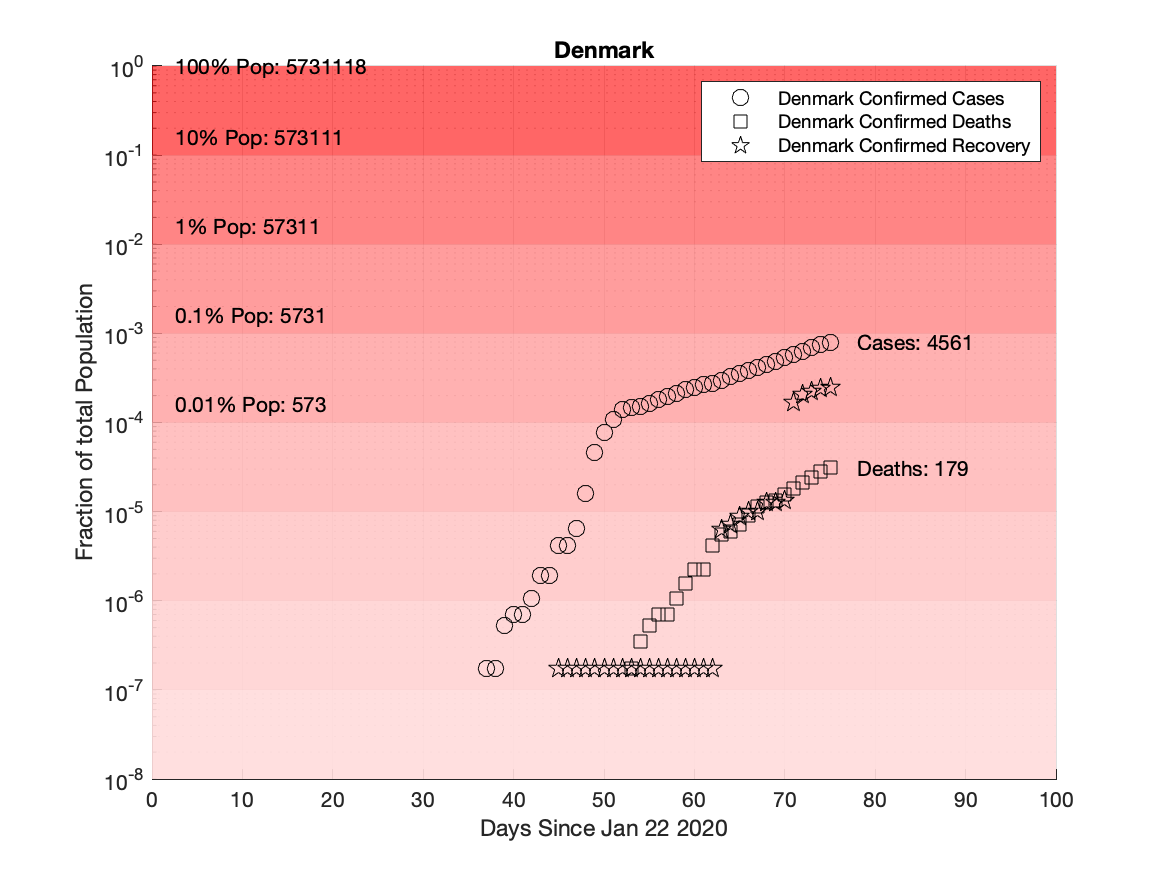 Denmark
10^0
10^-1
10^-2
10^-3
10^-4
10^-5
10^-6
10^-7
10^-8
Fraction of total Population
100% Pop: 5731118
10% Pop: 573111
1% Pop: 57311
0.1% Pop: 5731
0.01% Pop: 573
Denmark Confirmed Cases
Denmark Confirmed Deaths
Denmark Confirmed Recovery
Cases: 4561
Deaths: 179
0 10 20 30 40 50 60 70 80 90 100
Days Since Jan 22 2020